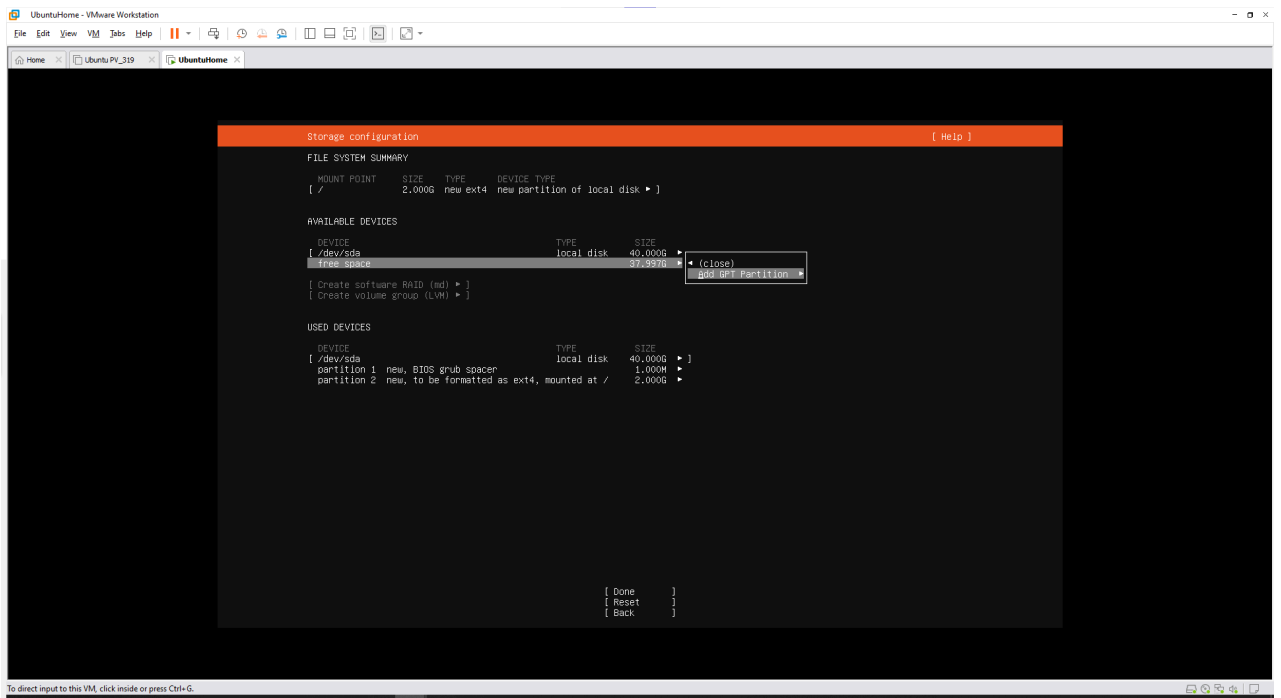 UbuntuHome - VMware Workstation
File Edit View VM Tabs Help
Home Ubuntu PV_319 UbuntuHome
Storage configuration [ Help ]
FILE SYSTEM SUMMARY
MOUNT POINT SIZE TYPE DEVICE TYPE
[ / 2.000G new ext4 new partition of local disk ▸ ]
AVAILABLE DEVICES
DEVICE TYPE SIZE
[ /dev/sda local disk 40.000G ▸
free space 37.997G ▸ ◂ (close)
Add GPT Partition ▸
[ Create software RAID (md) ▸ ]
[ Create volume group (LVM) ▸ ]
USED DEVICES
DEVICE TYPE SIZE
[ /dev/sda local disk 40.000G ▸ ]
partition 1 new, BIOS grub spacer 1.000M ▸
partition 2 new, to be formatted as ext4, mounted at / 2.000G ▸
[ Done ]
[ Reset ]
[ Back ]
To direct input to this VM, click inside or press Ctrl+G.